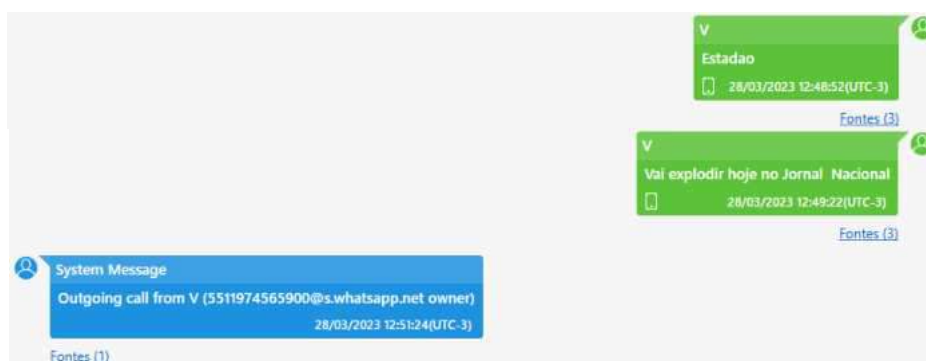 V
Estadao
28/03/2023 12:48:52(UTC-3)
Fontes (3)
V
Vai explodir hoje no Jornal Nacional
28/03/2023 12:49:22(UTC-3)
Fontes (3)
System Message
Outgoing call from V (5511974565900@s.whatsapp.net owner)
28/03/2023 12:51:24(UTC-3)
Fontes (1)